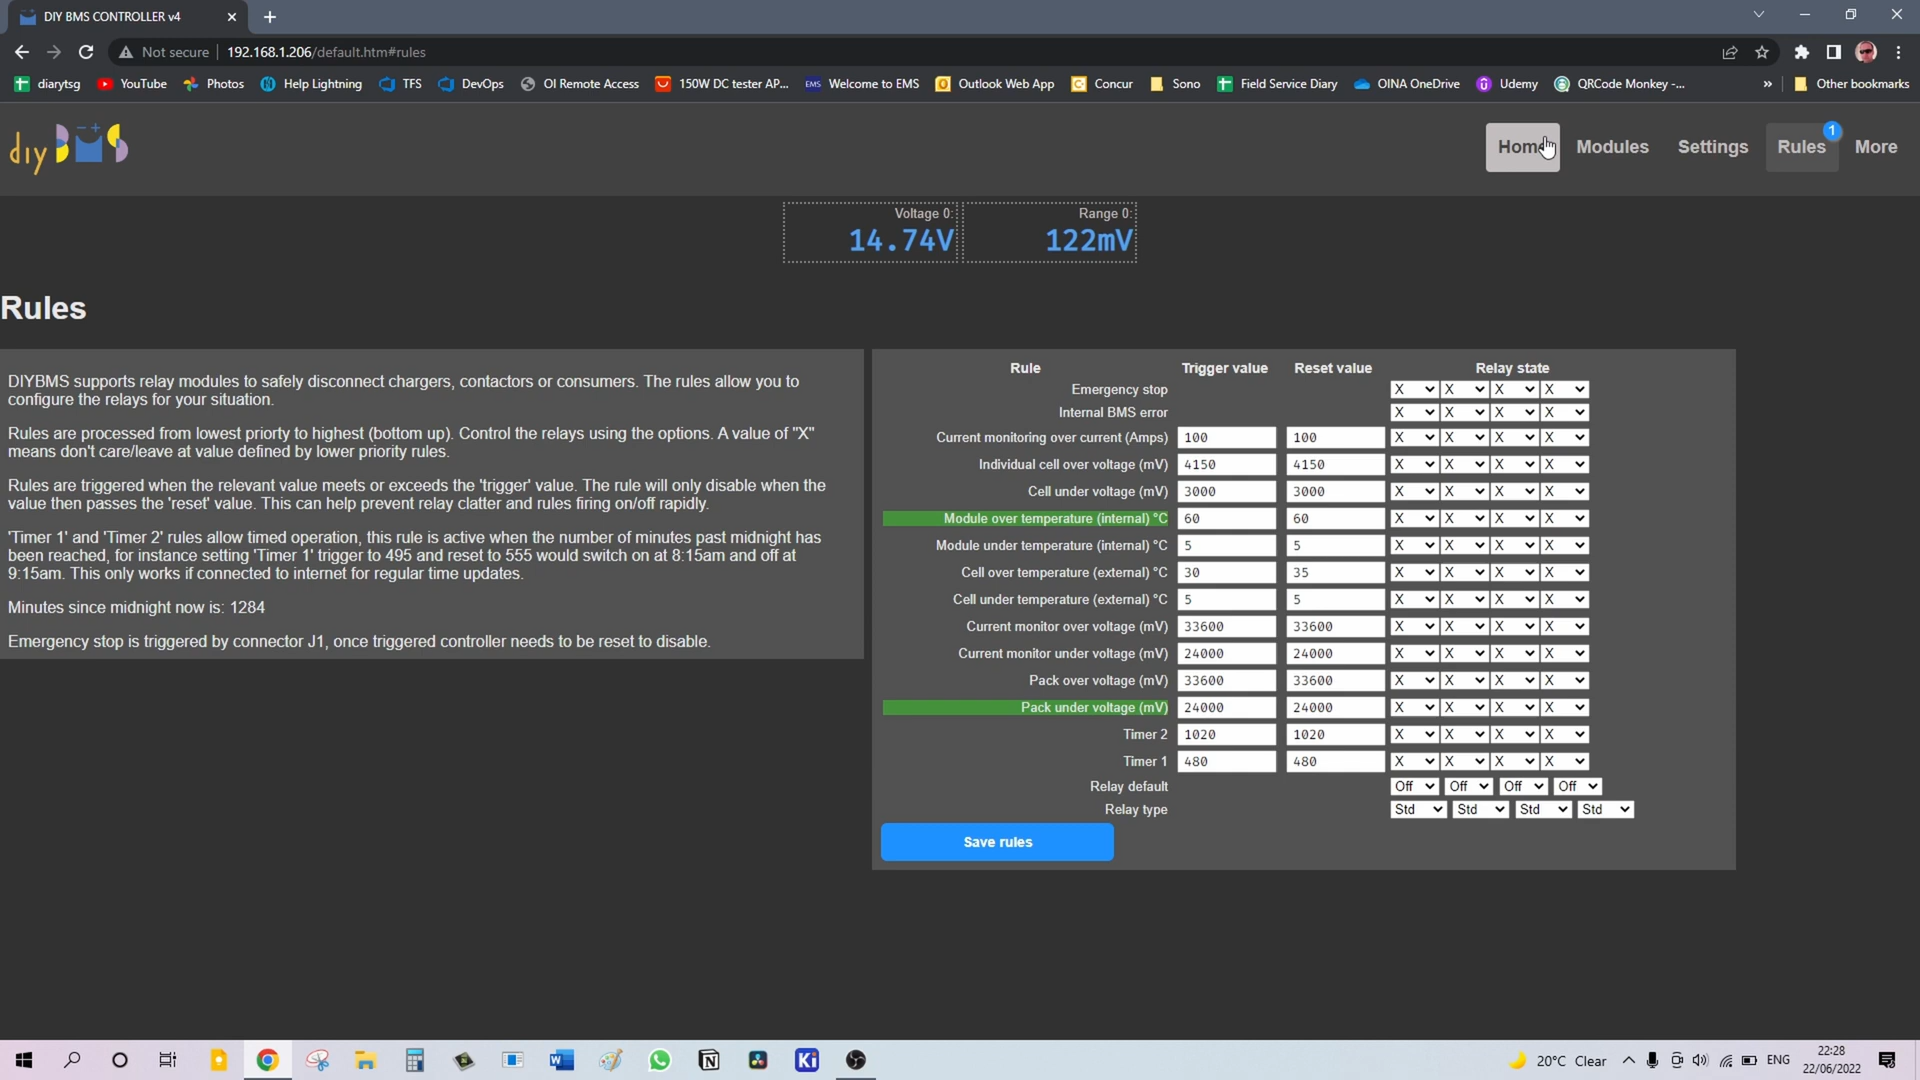 DIY BMS CONTROLLER v4
Not secure
192.168.1.206/default.htm#rules
diarytsg
YouTube
Photos
Help Lightning
TFS
DevOps
OI Remote Access
150W DC tester AP...
EMS
Welcome to EMS
Outlook Web App
Concur
Sono
Field Service Diary
OINA OneDrive
Udemy
QRCode Monkey -...
»
Other bookmarks
diyBMS
Home
Modules
Settings
Rules
1
More
Voltage 0:
14.74V
Range 0:
122mV
Rules
DIYBMS supports relay modules to safely disconnect chargers, contactors or consumers. The rules allow you to
configure the relays for your situation.
Rules are processed from lowest priorty to highest (bottom up). Control the relays using the options. A value of "X"
means don't care/leave at value defined by lower priority rules.
Rules are triggered when the relevant value meets or exceeds the 'trigger' value. The rule will only disable when the
value then passes the 'reset' value. This can help prevent relay clatter and rules firing on/off rapidly.
'Timer 1' and 'Timer 2' rules allow timed operation, this rule is active when the number of minutes past midnight has
been reached, for instance setting 'Timer 1' trigger to 495 and reset to 555 would switch on at 8:15am and off at
9:15am. This only works if connected to internet for regular time updates.
Minutes since midnight now is: 1284
Emergency stop is triggered by connector J1, once triggered controller needs to be reset to disable.
Rule Trigger value Reset value Relay state
Emergency stop X X X X
Internal BMS error X X X X
Current monitoring over current (Amps) 100 100 X X X X
Individual cell over voltage (mV) 4150 4150 X X X X
Cell under voltage (mV) 3000 3000 X X X X
Module over temperature (internal) °C 60 60 X X X X
Module under temperature (internal) °C 5 5 X X X X
Cell over temperature (external) °C 30 35 X X X X
Cell under temperature (external) °C 5 5 X X X X
Current monitor over voltage (mV) 33600 33600 X X X X
Current monitor under voltage (mV) 24000 24000 X X X X
Pack over voltage (mV) 33600 33600 X X X X
Pack under voltage (mV) 24000 24000 X X X X
Timer 2 1020 1020 X X X X
Timer 1 480 480 X X X X
Relay default Off Off Off Off
Relay type Std Std Std Std
Save rules
Ki
20°C Clear
ENG
22:28
22/06/2022